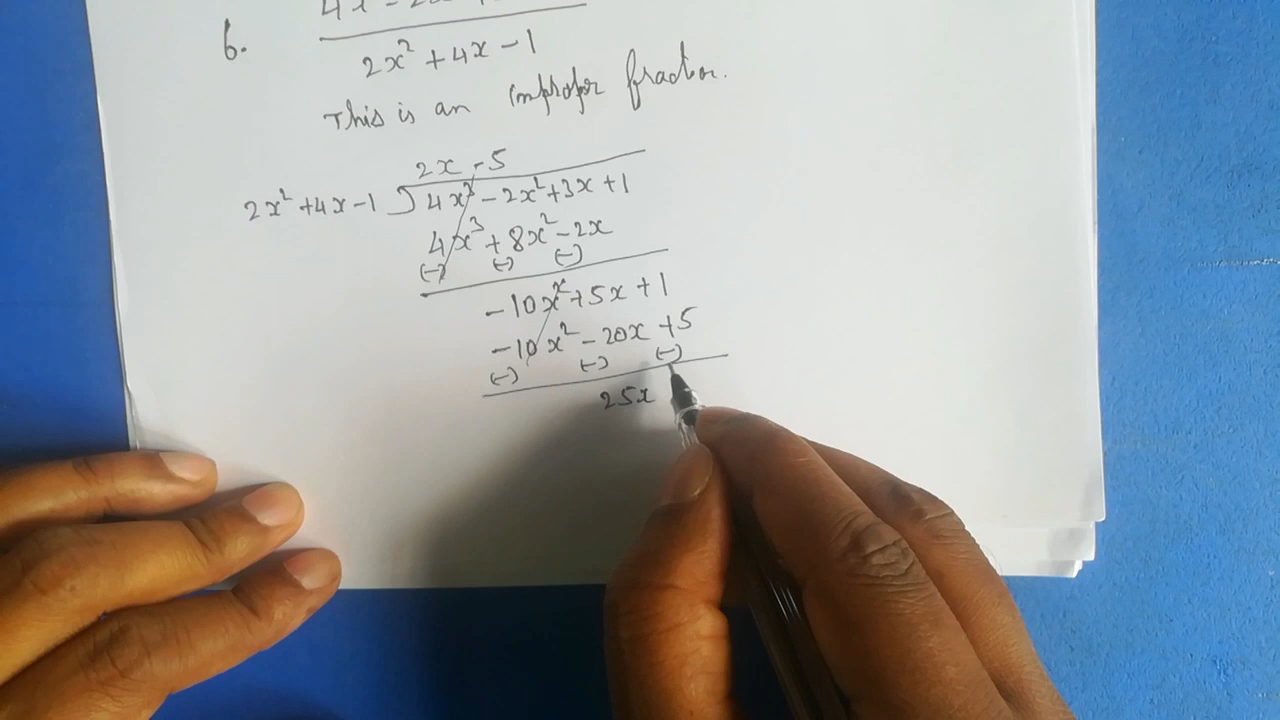 6.
2x² + 4x - 1
This is an improper fraction.
2x - 5
2x² + 4x - 1 ) 4x³ - 2x² + 3x + 1
4x³ + 8x² - 2x
(-) (-) (-)
-10x² + 5x + 1
-10x² - 20x + 5
(-) (-) (-)
25x